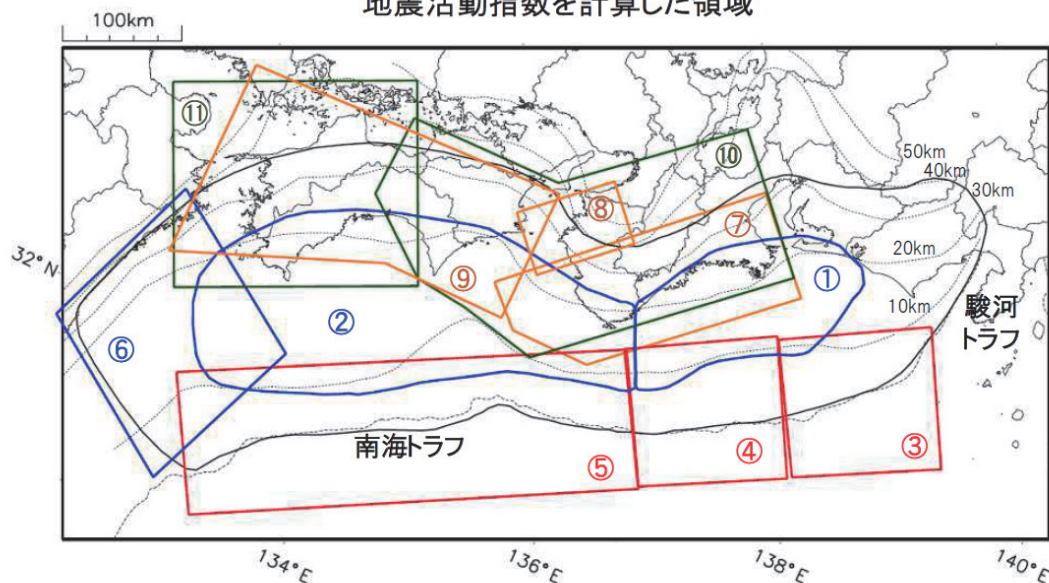 地震活動指数を計算した領域
100km
⑪
⑩
50km
40km
30km
⑧
⑦
20km
32°N
⑨
①
10km
駿河
トラフ
②
⑥
南海トラフ
⑤
④
③
134°E
136°E
138°E
140°E